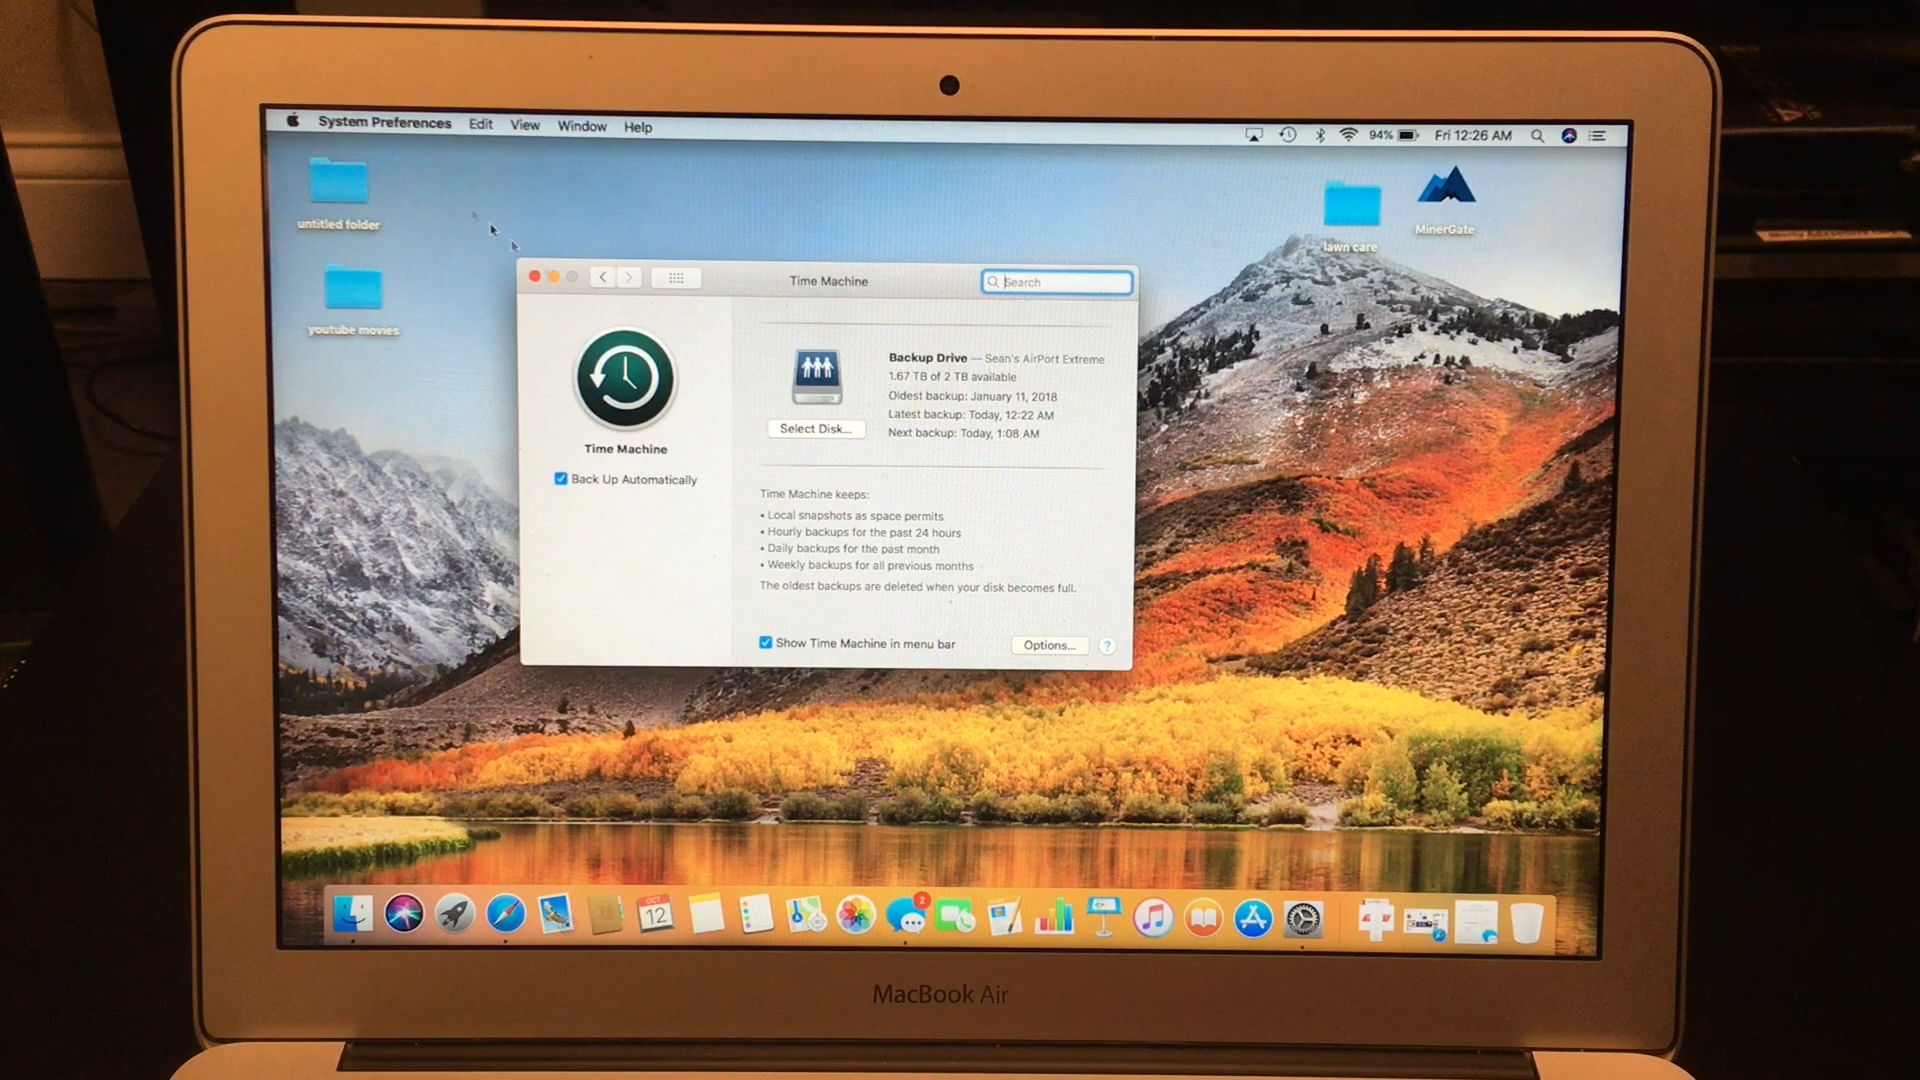 System Preferences Edit View Window Help
94% Fri 12:26 AM
untitled folder
youtube movies
lawn care
MinerGate
Time Machine
Search
Time Machine
Back Up Automatically
Backup Drive — Sean's AirPort Extreme
1.67 TB of 2 TB available
Oldest backup: January 11, 2018
Latest backup: Today, 12:22 AM
Next backup: Today, 1:08 AM
Select Disk...
Time Machine keeps:
• Local snapshots as space permits
• Hourly backups for the past 24 hours
• Daily backups for the past month
• Weekly backups for all previous months
The oldest backups are deleted when your disk becomes full.
Show Time Machine in menu bar
Options...
?
OCT
12
2
MacBook Air